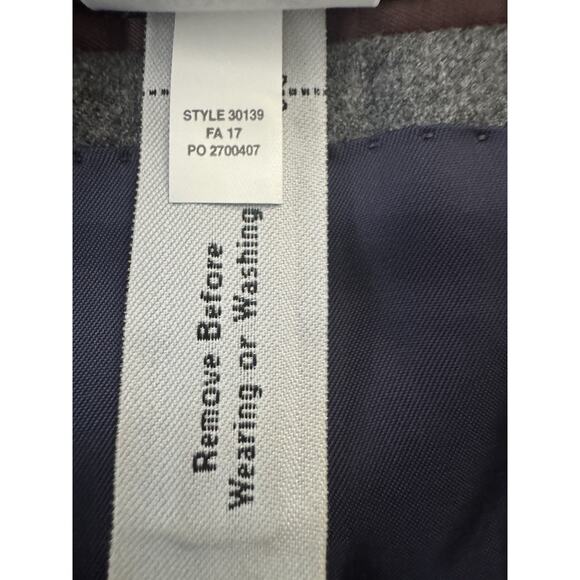 STYLE 30139
FA 17
PO 2700407
Remove Before
Wearing or Washing